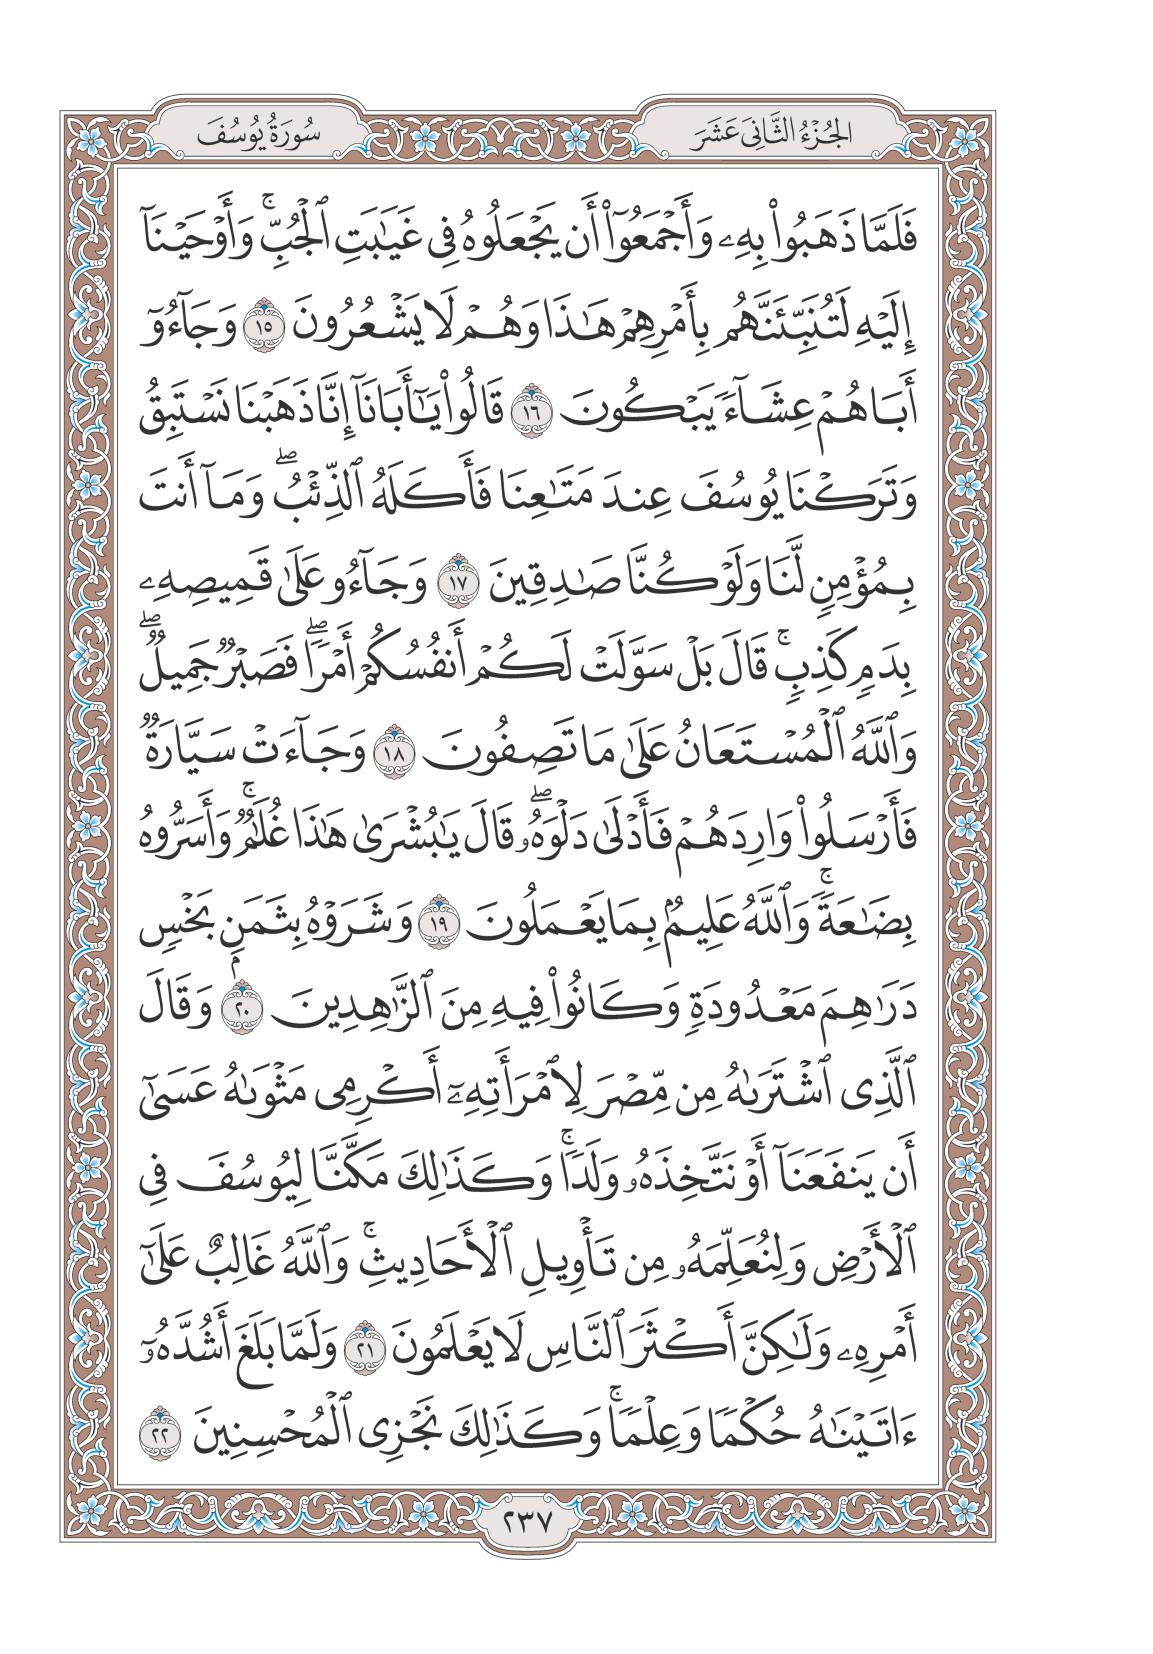 الجُزْءُ الثَّانِيَ عَشَرَ
سُورَةُ يُوسُفَ
فَلَمَّا ذَهَبُوا۟ بِهِۦ وَأَجْمَعُوٓا۟ أَن يَجْعَلُوهُ فِى غَيَٰبَتِ ٱلْجُبِّ ۚ وَأَوْحَيْنَآ
إِلَيْهِ لَتُنَبِّئَنَّهُم بِأَمْرِهِمْ هَٰذَا وَهُمْ لَا يَشْعُرُونَ ١٥ وَجَآءُوٓ
أَبَاهُمْ عِشَآءً يَبْكُونَ ١٦ قَالُوا۟ يَٰٓأَبَانَآ إِنَّا ذَهَبْنَا نَسْتَبِقُ
وَتَرَكْنَا يُوسُفَ عِندَ مَتَٰعِنَا فَأَكَلَهُ ٱلذِّئْبُ ۖ وَمَآ أَنتَ
بِمُؤْمِنٍ لَّنَا وَلَوْ كُنَّا صَٰدِقِينَ ١٧ وَجَآءُو عَلَىٰ قَمِيصِهِۦ
بِدَمٍ كَذِبٍ ۚ قَالَ بَلْ سَوَّلَتْ لَكُمْ أَنفُسُكُمْ أَمْرًا ۖ فَصَبْرٌ جَمِيلٌ ۖ
وَٱللَّهُ ٱلْمُسْتَعَانُ عَلَىٰ مَا تَصِفُونَ ١٨ وَجَآءَتْ سَيَّارَةٌ
فَأَرْسَلُوا۟ وَارِدَهُمْ فَأَدْلَىٰ دَلْوَهُۥ ۖ قَالَ يَٰبُشْرَىٰ هَٰذَا غُلَٰمٌ ۚ وَأَسَرُّوهُ
بِضَٰعَةً ۚ وَٱللَّهُ عَلِيمٌۢ بِمَا يَعْمَلُونَ ١٩ وَشَرَوْهُ بِثَمَنٍۭ بَخْسٍ
دَرَٰهِمَ مَعْدُودَةٍ وَكَانُوا۟ فِيهِ مِنَ ٱلزَّٰهِدِينَ ٢٠ وَقَالَ
ٱلَّذِى ٱشْتَرَىٰهُ مِن مِّصْرَ لِٱمْرَأَتِهِۦٓ أَكْرِمِى مَثْوَىٰهُ عَسَىٰٓ
أَن يَنفَعَنَآ أَوْ نَتَّخِذَهُۥ وَلَدًا ۚ وَكَذَٰلِكَ مَكَّنَّا لِيُوسُفَ فِى
ٱلْأَرْضِ وَلِنُعَلِّمَهُۥ مِن تَأْوِيلِ ٱلْأَحَادِيثِ ۚ وَٱللَّهُ غَالِبٌ عَلَىٰٓ
أَمْرِهِۦ وَلَٰكِنَّ أَكْثَرَ ٱلنَّاسِ لَا يَعْلَمُونَ ٢١ وَلَمَّا بَلَغَ أَشُدَّهُۥٓ
ءَاتَيْنَٰهُ حُكْمًا وَعِلْمًا ۚ وَكَذَٰلِكَ نَجْزِى ٱلْمُحْسِنِينَ ٢٢
٢٣٧